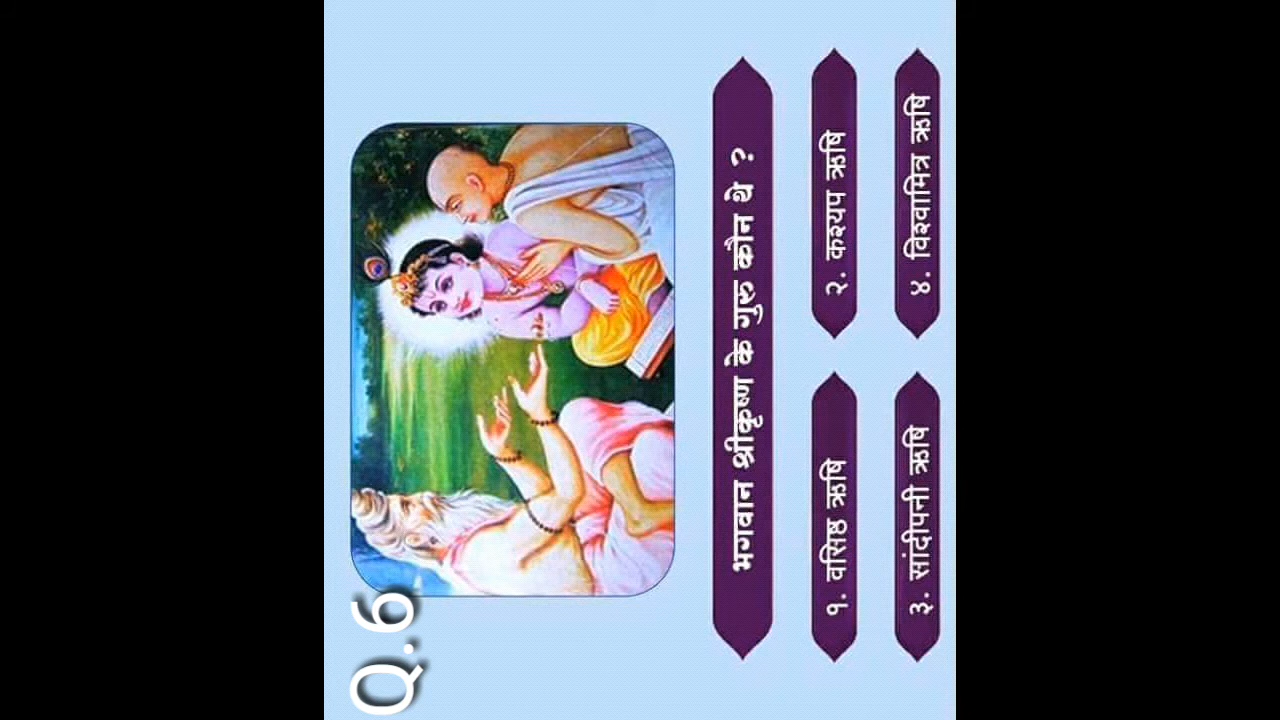 Q.6
भगवान श्रीकृष्ण के गुरु कौन थे ?
१. वसिष्ठ ऋषि
२. कश्यप ऋषि
३. सांदीपनी ऋषि
४. विश्वामित्र ऋषि